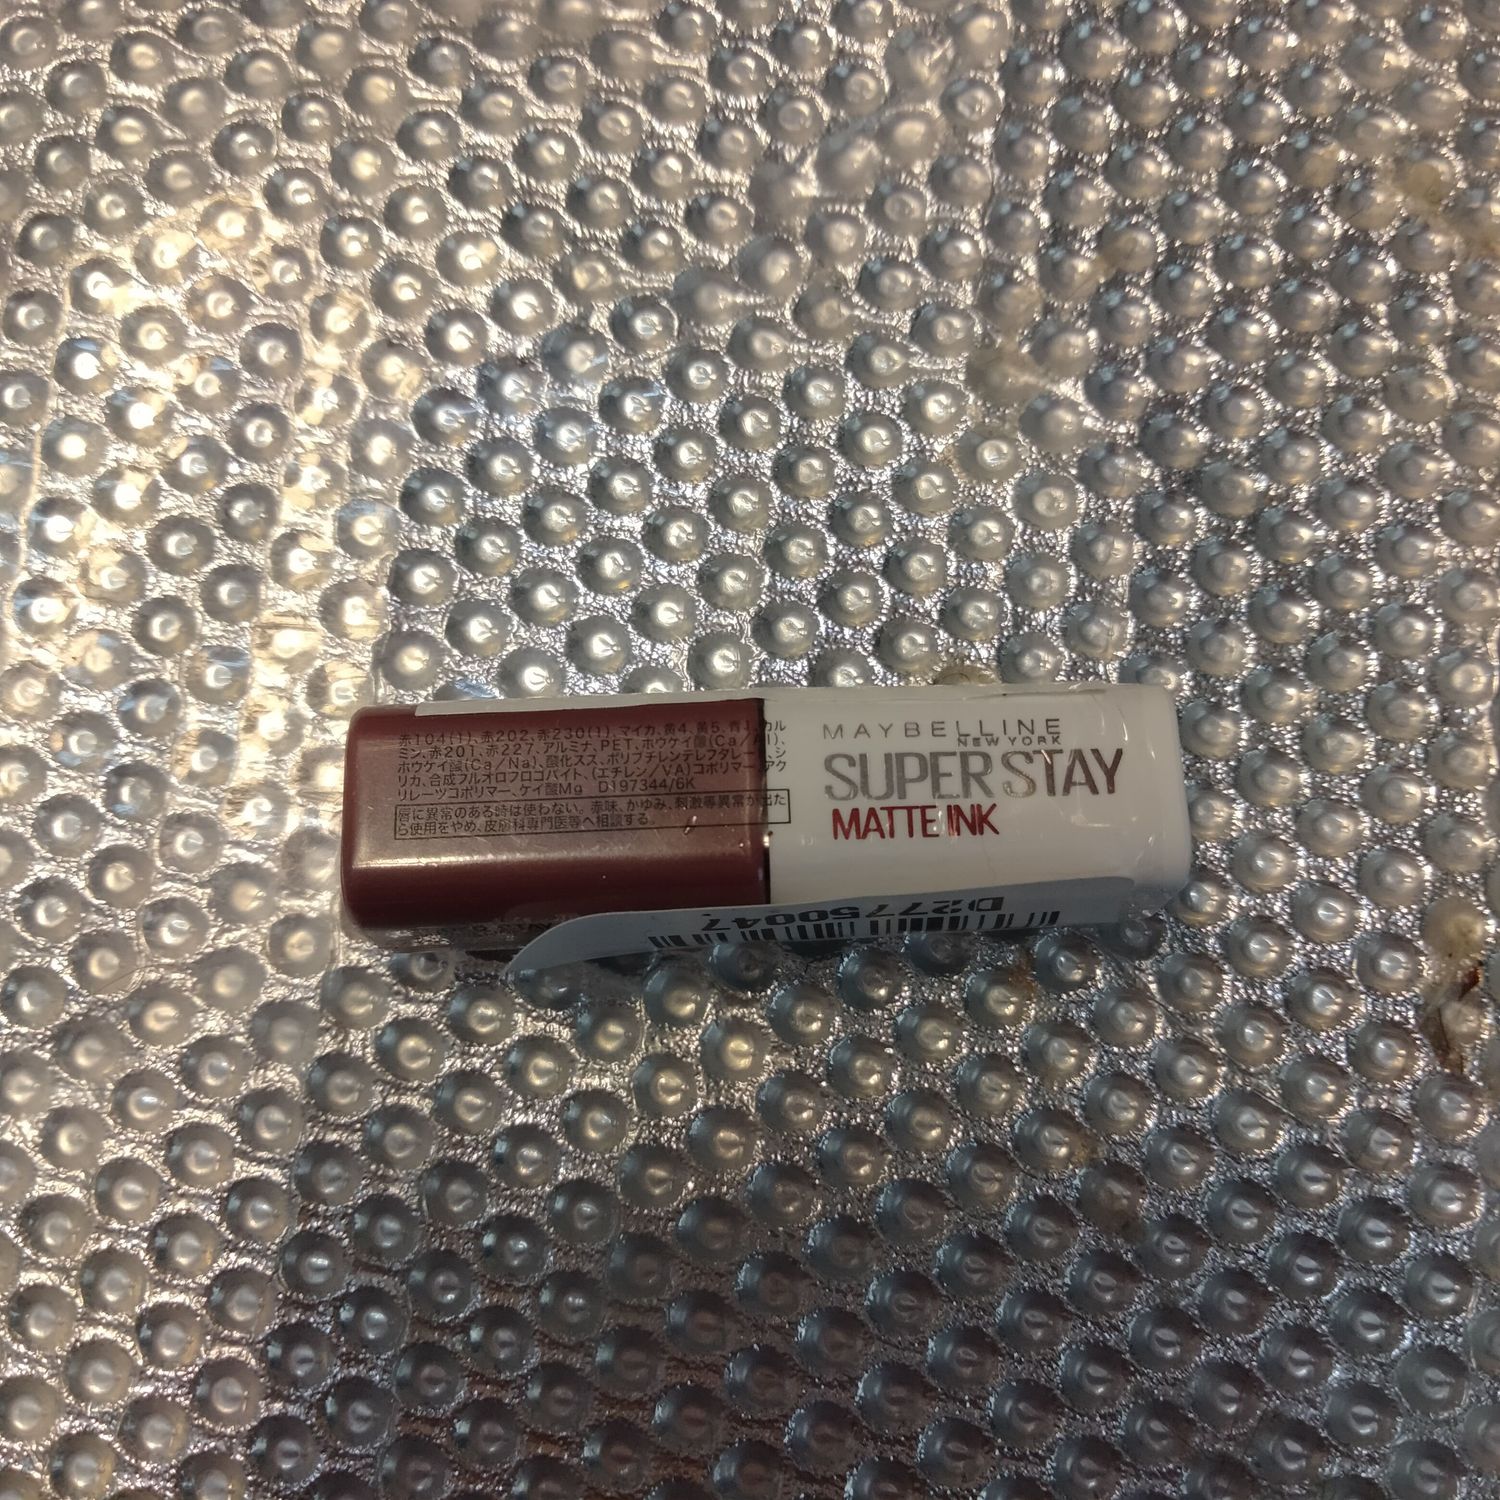 赤104(1)､赤202､赤230(1)､マイカ､黄4､黄5､青1､カル
ミン､赤201､赤227､アルミナ､PET､ホウケイ酸(Ca／Al)､
ホウケイ酸(Ca／Na)､酸化スズ､ポリブチレンテレフタレート､シ
リカ､合成フルオロフロゴパイト､(エチレン／VA)コポリマー､アク
リレーツコポリマー､ケイ酸Mg D197344/6K
唇に異常のある時は使わない｡赤味､かゆみ､刺激等異常が出た
ら使用をやめ､皮膚科専門医等へ相談する｡
MAYBELLINE
NEW YORK
SUPER STAY
MATTE INK
D27750047